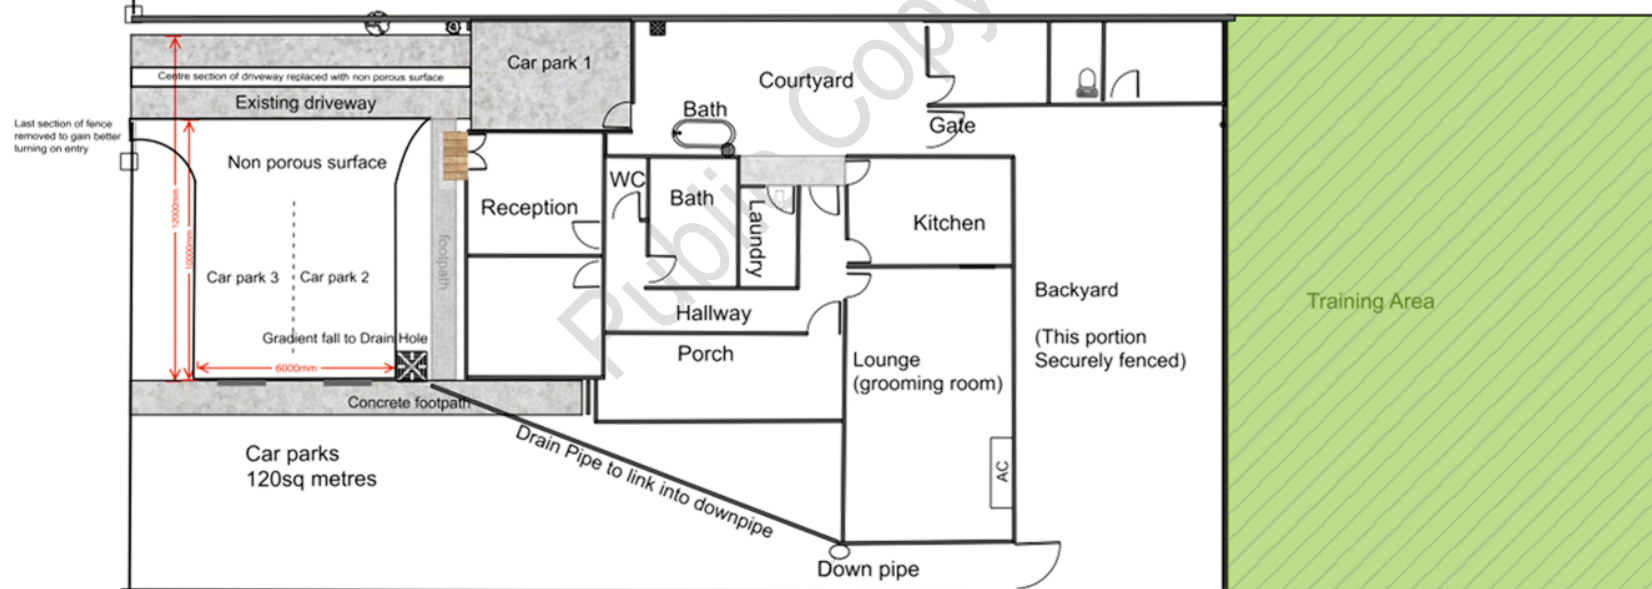 Car park 1
Centre section of driveway replaced with non porous surface
Existing driveway
Courtyard
Bath
Gate
Last section of fence
removed to gain better
turning on entry
Non porous surface
Reception
WC
Bath
Laundry
Kitchen
12000mm
10000mm
footpath
Car park 3
Car park 2
Gradient fall to Drain Hole
6000mm
Hallway
Porch
Lounge
(grooming room)
Backyard
(This portion
Securely fenced)
Training Area
Concrete footpath
Car parks
120sq metres
Drain Pipe to link into downpipe
AC
Down pipe
Public Copy